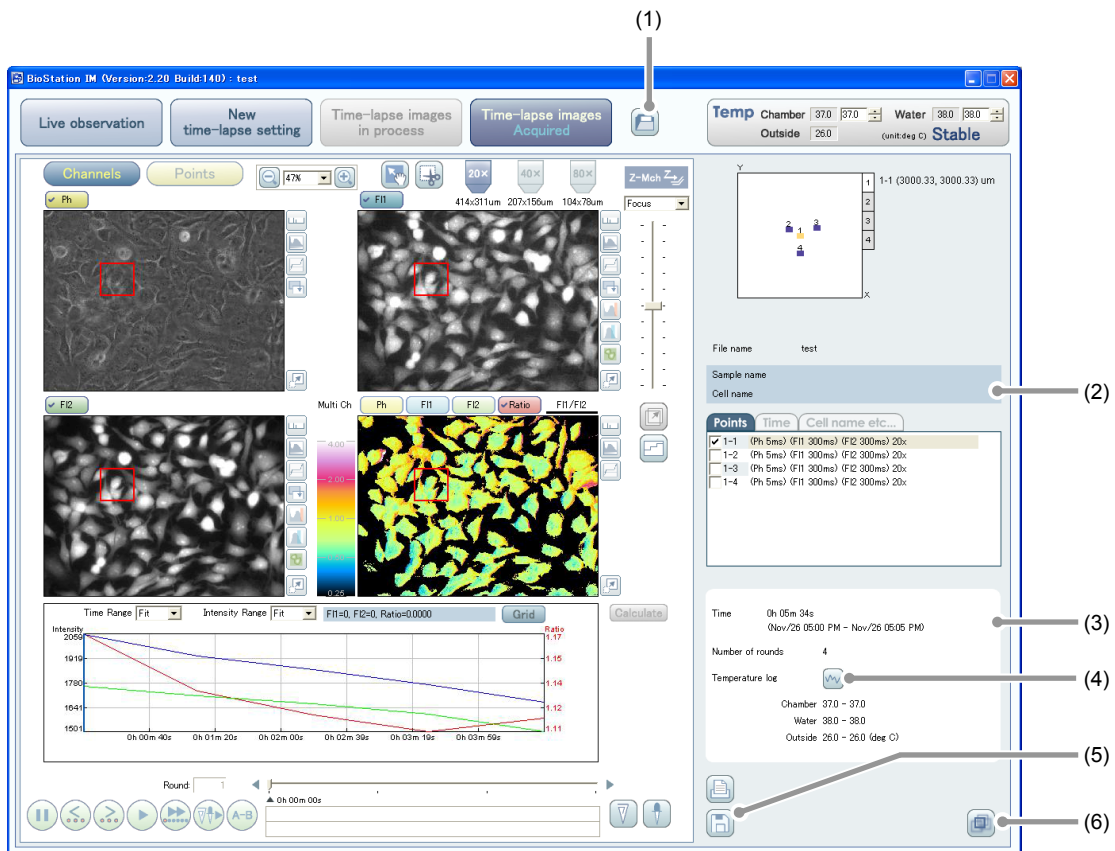 (1)
BioStation IM (Version:2.20 Build:140) : test
Live observation
New
time-lapse setting
Time-lapse images
in process
Time-lapse images
Acquired
Temp Chamber 37.0 37.0 Water 38.0 38.0
Outside 26.0 (unit:deg C) Stable
Channels Points 47% 20× 40× 80× Z-Mch Z
Ph
Fl1 414x311um 207x156um 104x78um Focus
Y
1 1-1 (3000.33, 3000.33) um
2
3
4
2 1 3
4
X
File name test
Sample name
Cell name
(2)
Fl2
Multi Ch Ph Fl1 Fl2 Ratio Fl1/Fl2
4.00
2.00
1.00
0.25
Points Time Cell name etc...
1-1 (Ph 5ms) (Fl1 300ms) (Fl2 300ms) 20x
1-2 (Ph 5ms) (Fl1 300ms) (Fl2 300ms) 20x
1-3 (Ph 5ms) (Fl1 300ms) (Fl2 300ms) 20x
1-4 (Ph 5ms) (Fl1 300ms) (Fl2 300ms) 20x
Time Range Fit Intensity Range Fit Fl1=0, Fl2=0, Ratio=0.0000 Grid Calculate
Intensity Ratio
2059 1.17
1919 1.15
1780 1.14
1641 1.12
1501 1.11
0h 00m 40s 0h 01m 20s 0h 02m 00s 0h 02m 39s 0h 03m 19s 0h 03m 59s
Time 0h 05m 34s
(Nov/26 05:00 PM - Nov/26 05:05 PM)
(3)
Number of rounds 4
Temperature log
(4)
Chamber 37.0 - 37.0
Water 38.0 - 38.0
Outside 26.0 - 26.0 (deg C)
(5)
Round: 1
0h 00m 00s
A-B
(6)